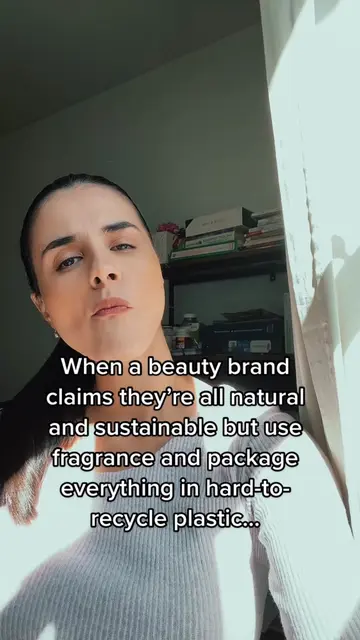 When a beauty brand
claims they’re all natural
and sustainable but use
fragrance and package
everything in hard-to-
recycle plastic...